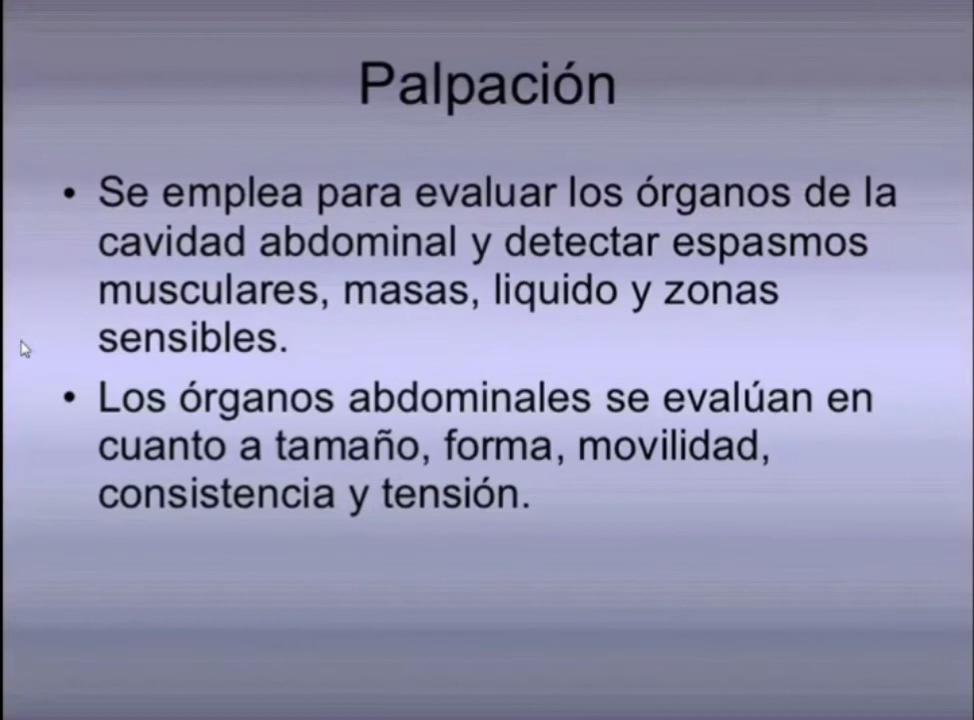 Palpación
• Se emplea para evaluar los órganos de la
cavidad abdominal y detectar espasmos
musculares, masas, liquido y zonas
sensibles.
• Los órganos abdominales se evalúan en
cuanto a tamaño, forma, movilidad,
consistencia y tensión.